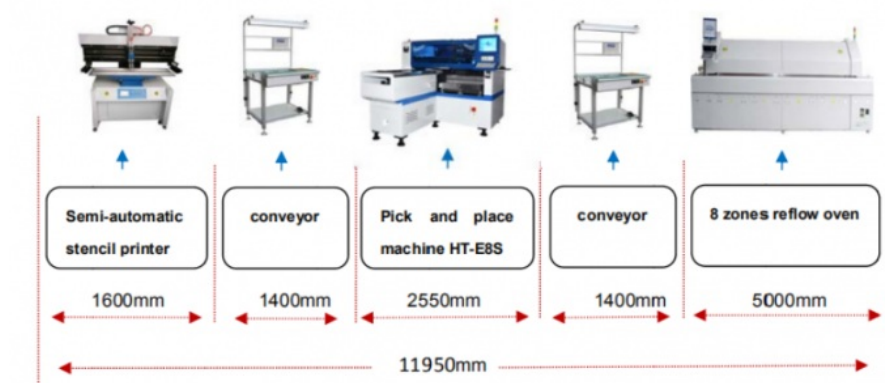 Semi-automatic
stencil printer
conveyor
Pick and place
machine HT-E8S
conveyor
8 zones reflow oven
1600mm
1400mm
2550mm
1400mm
5000mm
11950mm